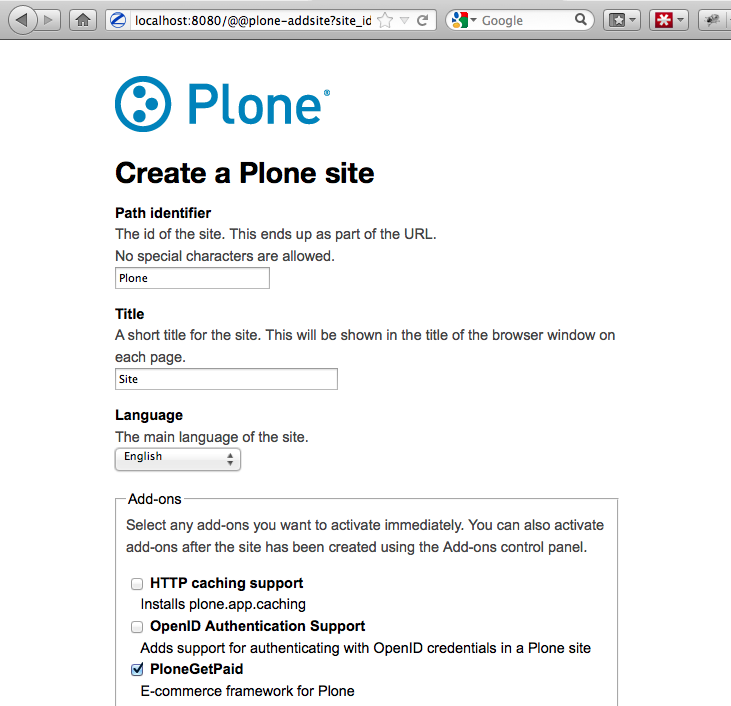 localhost:8080/@@plone-addsite?site_id
Google
Plone®
Create a Plone site
Path identifier
The id of the site. This ends up as part of the URL.
No special characters are allowed.
Plone
Title
A short title for the site. This will be shown in the title of the browser window on
each page.
Site
Language
The main language of the site.
English
Add-ons
Select any add-ons you want to activate immediately. You can also activate
add-ons after the site has been created using the Add-ons control panel.
HTTP caching support
Installs plone.app.caching
OpenID Authentication Support
Adds support for authenticating with OpenID credentials in a Plone site
PloneGetPaid
E-commerce framework for Plone